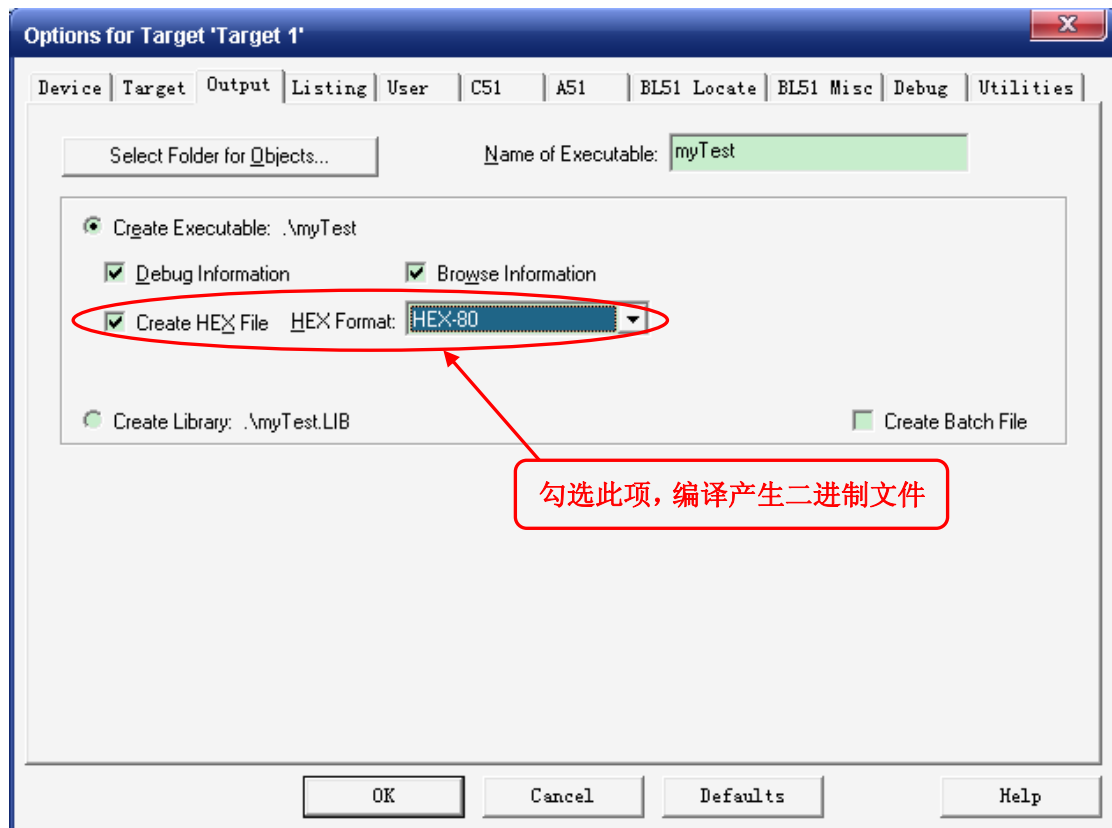 Options for Target 'Target 1'
Device Target Output Listing User C51 A51 BL51 Locate BL51 Misc Debug Utilities
Select Folder for Objects... Name of Executable: myTest
Create Executable: .\myTest
Debug Information Browse Information
Create HEX File HEX Format: HEX-80
Create Library: .\myTest.LIB Create Batch File
勾选此项，编译产生二进制文件
OK Cancel Defaults Help